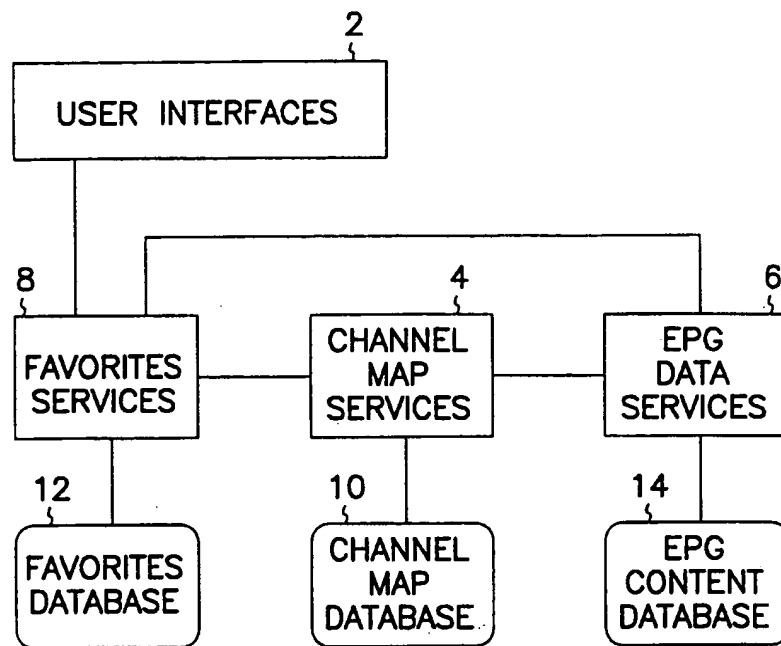 2
USER INTERFACES
8
FAVORITES
SERVICES
4
CHANNEL
MAP
SERVICES
6
EPG
DATA
SERVICES
12
FAVORITES
DATABASE
10
CHANNEL
MAP
DATABASE
14
EPG
CONTENT
DATABASE